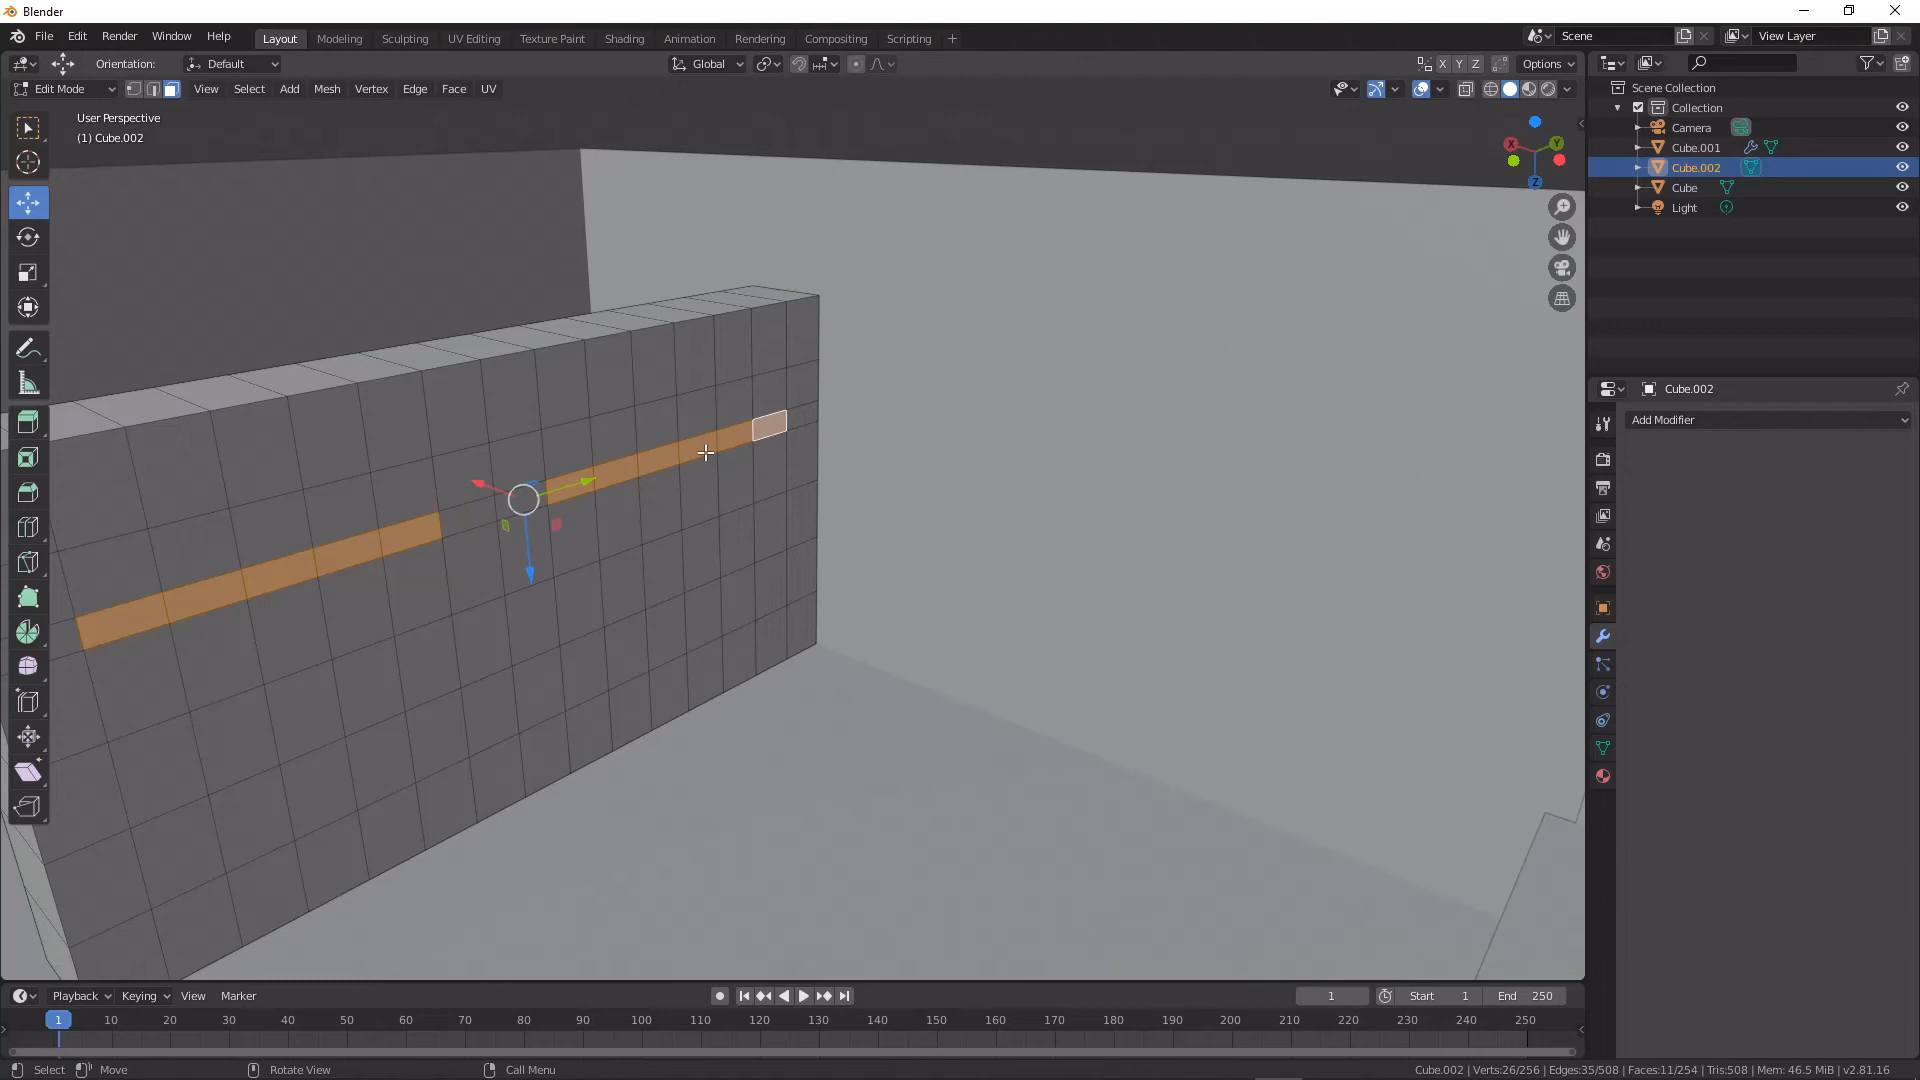 Blender
File Edit Render Window Help
Layout Modeling Sculpting UV Editing Texture Paint Shading Animation Rendering Compositing Scripting
Scene View Layer
Orientation: Default Global X Y Z Options
Edit Mode View Select Add Mesh Vertex Edge Face UV
User Perspective
(1) Cube.002
X Y Z
Scene Collection
Collection
Camera
Cube.001
Cube.002
Cube
Light
Cube.002
Add Modifier
Playback Keying View Marker 1 Start 1 End 250
1 10 20 30 40 50 60 70 80 90 100 110 120 130 140 150 160 170 180 190 200 210 220 230 240 250
Select Move Rotate View Call Menu Cube.002 | Verts:26/256 | Edges:35/508 | Faces:11/254 | Tris:508 | Mem: 46.5 MiB | v2.81.16